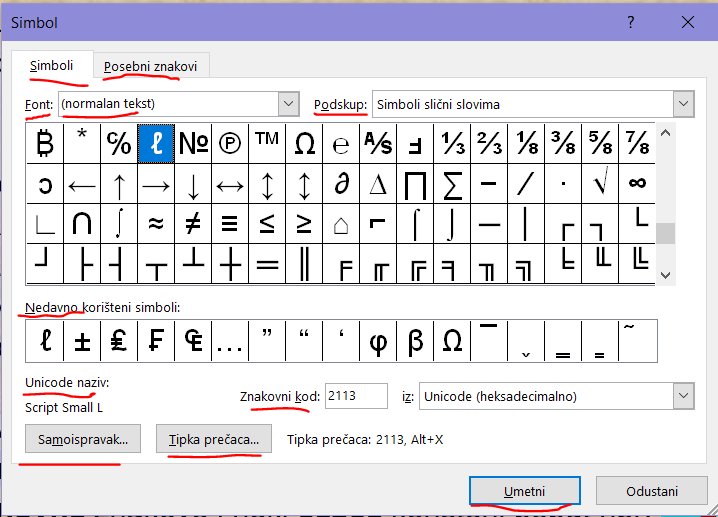 Simbol ? ×
Simboli Posebni znakovi
Font: (normalan tekst) Podskup: Simboli slični slovima
₿ * ℅ ℓ № ℗ ™ Ω ℮ ⅍ Ⅎ ⅓ ⅔ ⅛ ⅜ ⅝ ⅞
ↄ ← ↑ → ↓ ↔ ↕ ↨ ∂ ∆ ∏ ∑ − ∕ ∙ √ ∞
∟ ∩ ∫ ≈ ≠ ≡ ≤ ≥ ⌂ ⌐ ⌠ ⌡ ─ │ ┌ ┐ └
┘ ├ ┤ ┬ ┴ ┼ ═ ║ ╒ ╓ ╔ ╕ ╖ ╗ ╘ ╙ ╚
Nedavno korišteni simboli:
ℓ ± ₤ ₣ ₠ … ” “ ‘ φ β Ω
Unicode naziv:
Script Small L
Znakovni kod: 2113 iz: Unicode (heksadecimalno)
Samoispravak... Tipka prečaca... Tipka prečaca: 2113, Alt+X
Umetni Odustani